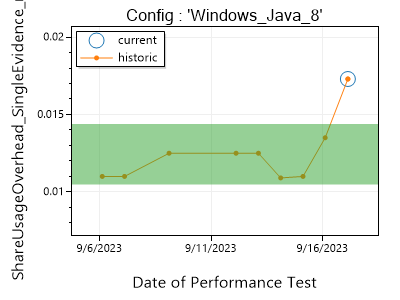 Config : 'Windows_Java_8'
current
historic
0.02
0.015
0.01
ShareUsageOverhead_SingleEvidence_
9/6/2023
9/11/2023
9/16/2023
Date of Performance Test